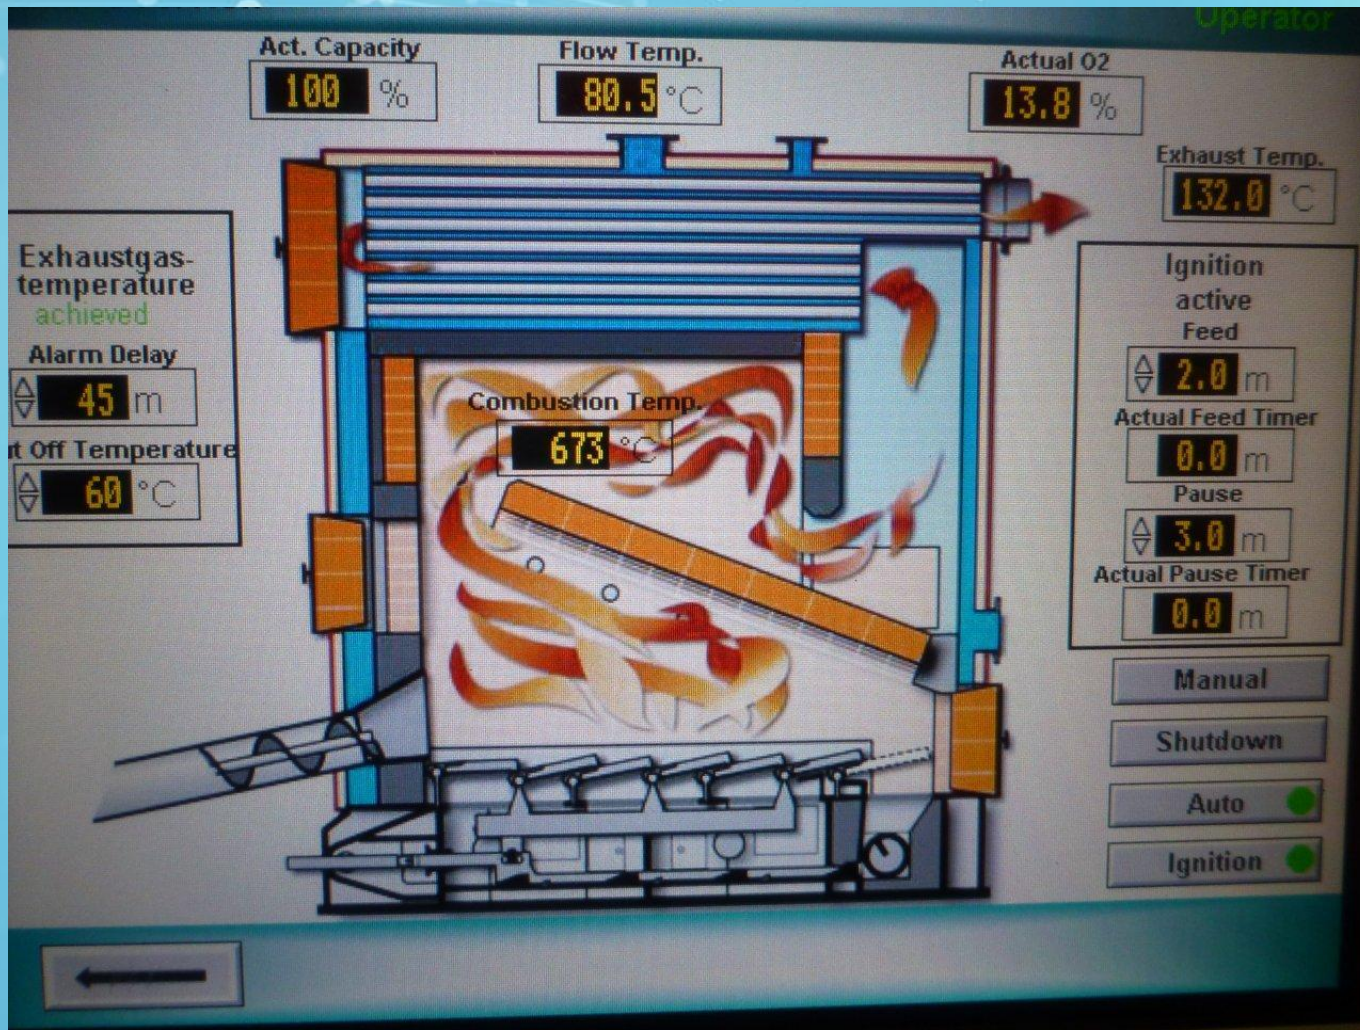 Operator
Act. Capacity
100 %
Flow Temp.
80.5 °C
Actual O2
13.8 %
Exhaust Temp.
132.0 °C
Exhaustgas-
temperature
achieved
Alarm Delay
45 m
t Off Temperature
60 °C
Combustion Temp.
673 °C
Ignition
active
Feed
2.0 m
Actual Feed Timer
0.0 m
Pause
3.0 m
Actual Pause Timer
0.0 m
Manual
Shutdown
Auto
Ignition